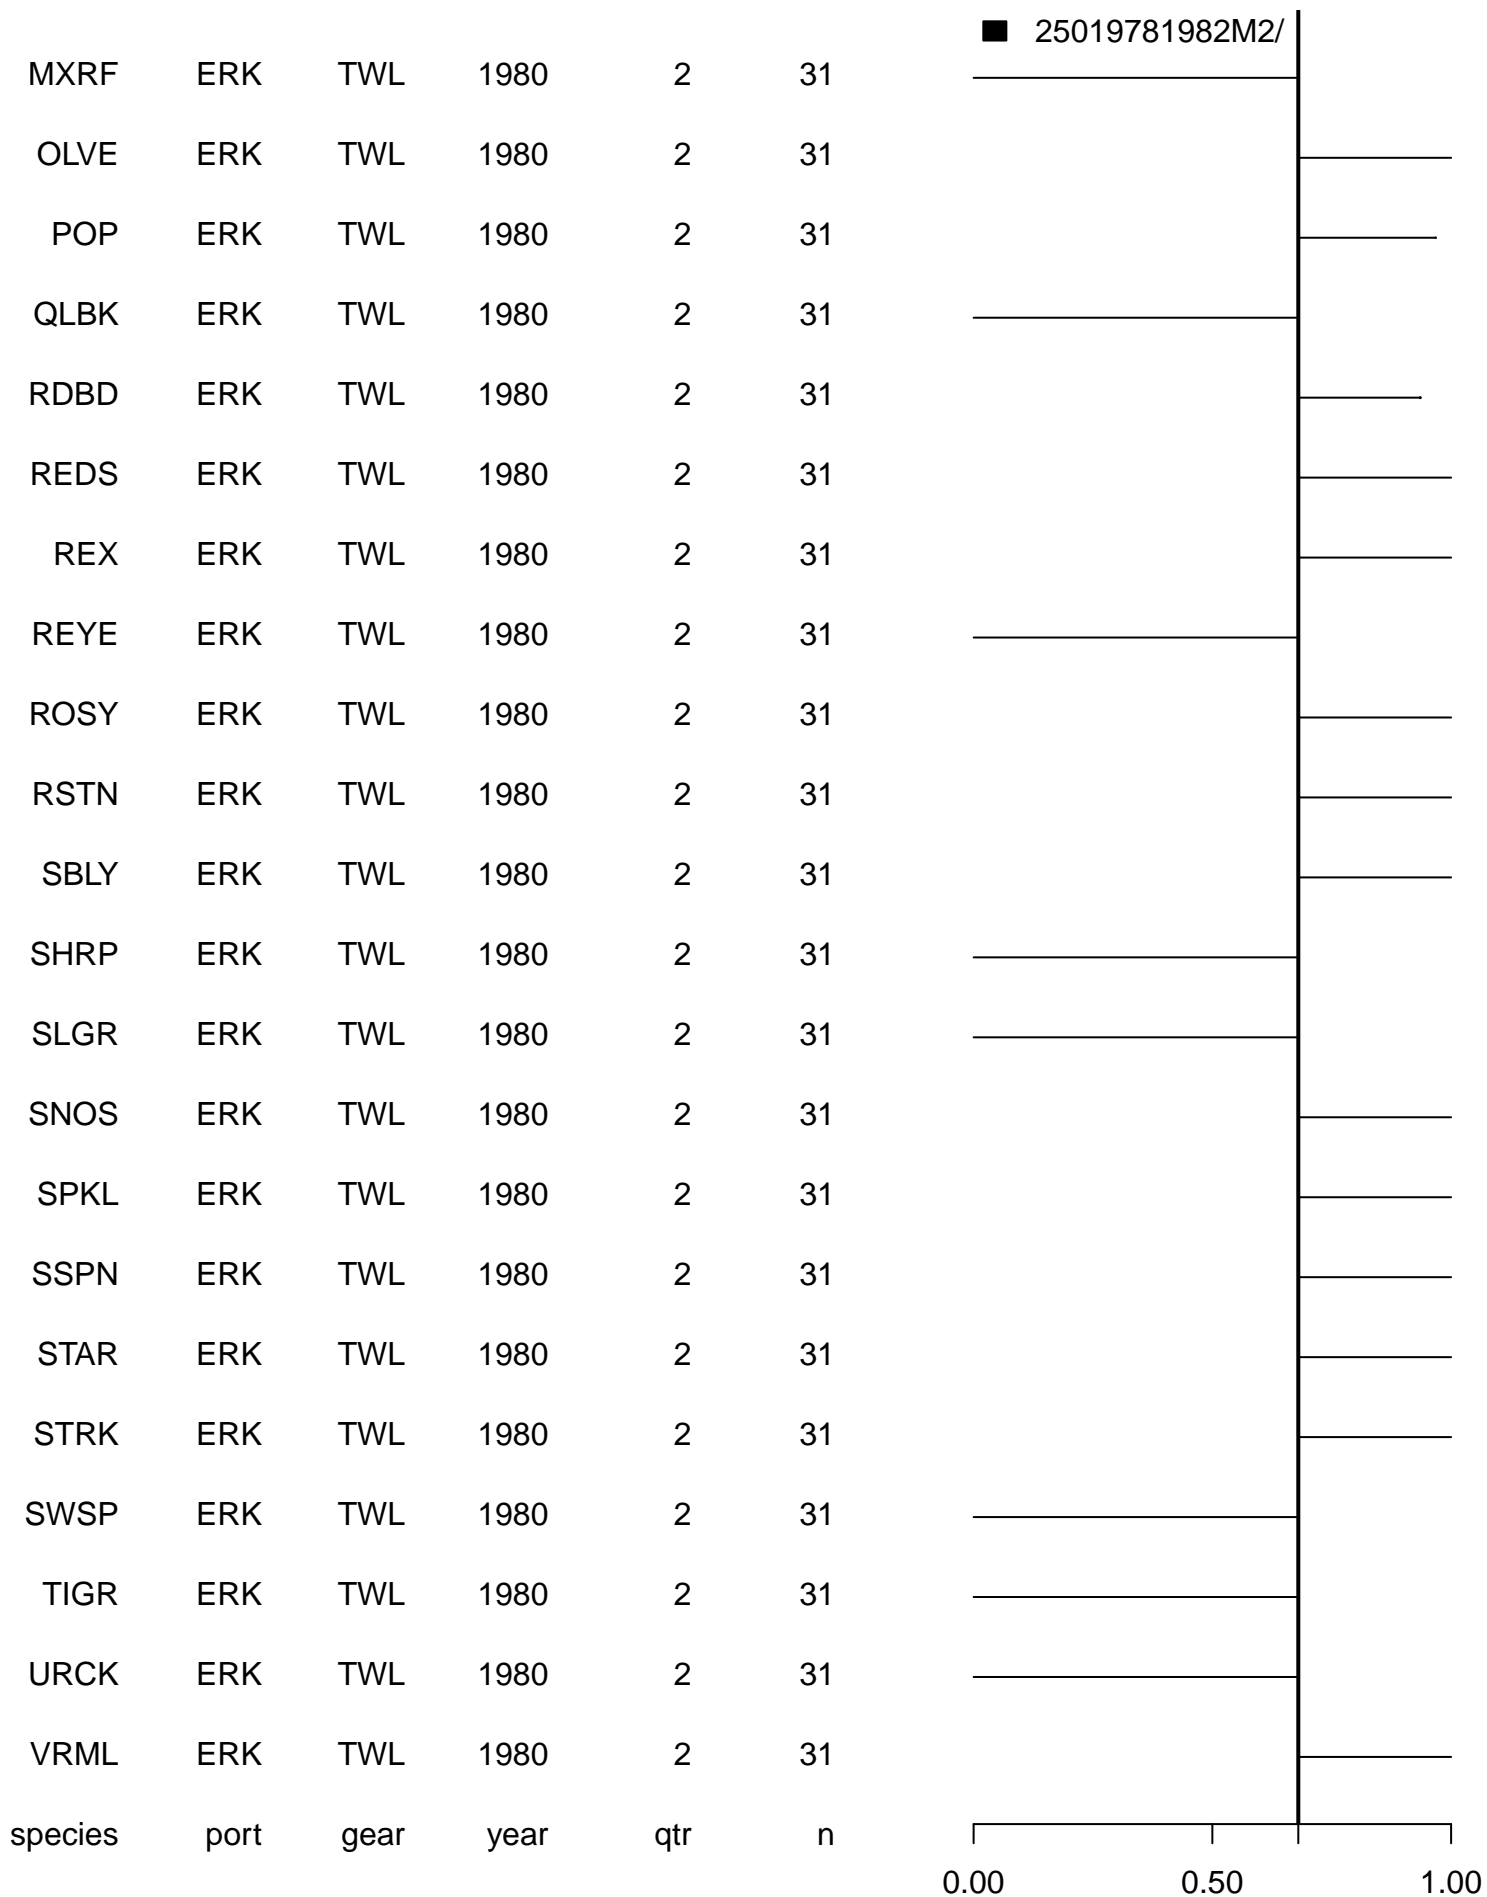 25019781982M2/
MXRF ERK TWL 1980 2 31
OLVE ERK TWL 1980 2 31
POP ERK TWL 1980 2 31
QLBK ERK TWL 1980 2 31
RDBD ERK TWL 1980 2 31
REDS ERK TWL 1980 2 31
REX ERK TWL 1980 2 31
REYE ERK TWL 1980 2 31
ROSY ERK TWL 1980 2 31
RSTN ERK TWL 1980 2 31
SBLY ERK TWL 1980 2 31
SHRP ERK TWL 1980 2 31
SLGR ERK TWL 1980 2 31
SNOS ERK TWL 1980 2 31
SPKL ERK TWL 1980 2 31
SSPN ERK TWL 1980 2 31
STAR ERK TWL 1980 2 31
STRK ERK TWL 1980 2 31
SWSP ERK TWL 1980 2 31
TIGR ERK TWL 1980 2 31
URCK ERK TWL 1980 2 31
VRML ERK TWL 1980 2 31
species port gear year qtr n
0.00 0.50 1.00